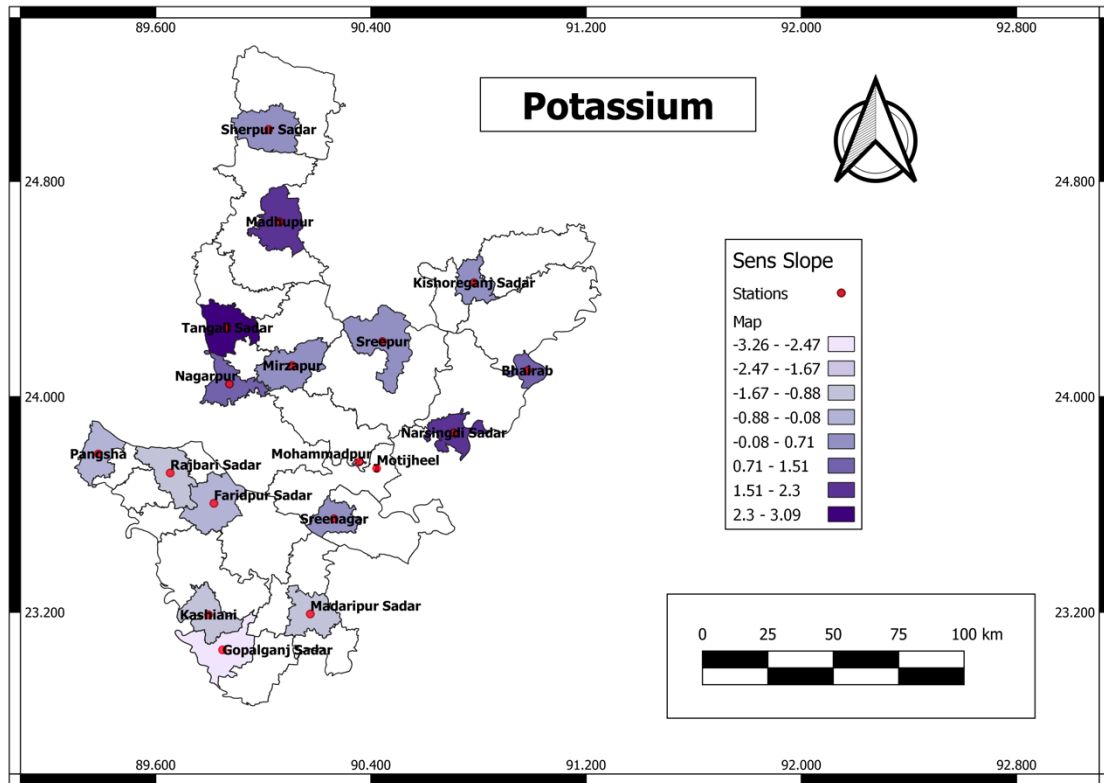 89.600 90.400 91.200 92.000 92.800
Potassium
Sherpur Sadar
24.800 24.800
Madhupur
Sens Slope
Kishoreganj Sadar
Stations
Map
Tangail Sadar
Sreepur
-3.26 - -2.47
-2.47 - -1.67
Mirzapur
Nagarpur
Bhairab
-1.67 - -0.88
24.000 24.000
-0.88 - -0.08
Narsingdi Sadar
-0.08 - 0.71
Pangsha
Mohammadpur
Motijheel
0.71 - 1.51
Rajbari Sadar
1.51 - 2.3
Faridpur Sadar
2.3 - 3.09
Sreenagar
Kashiani
Madaripur Sadar
23.200 23.200
0 25 50 75 100 km
Gopalganj Sadar
89.600 90.400 91.200 92.000 92.800